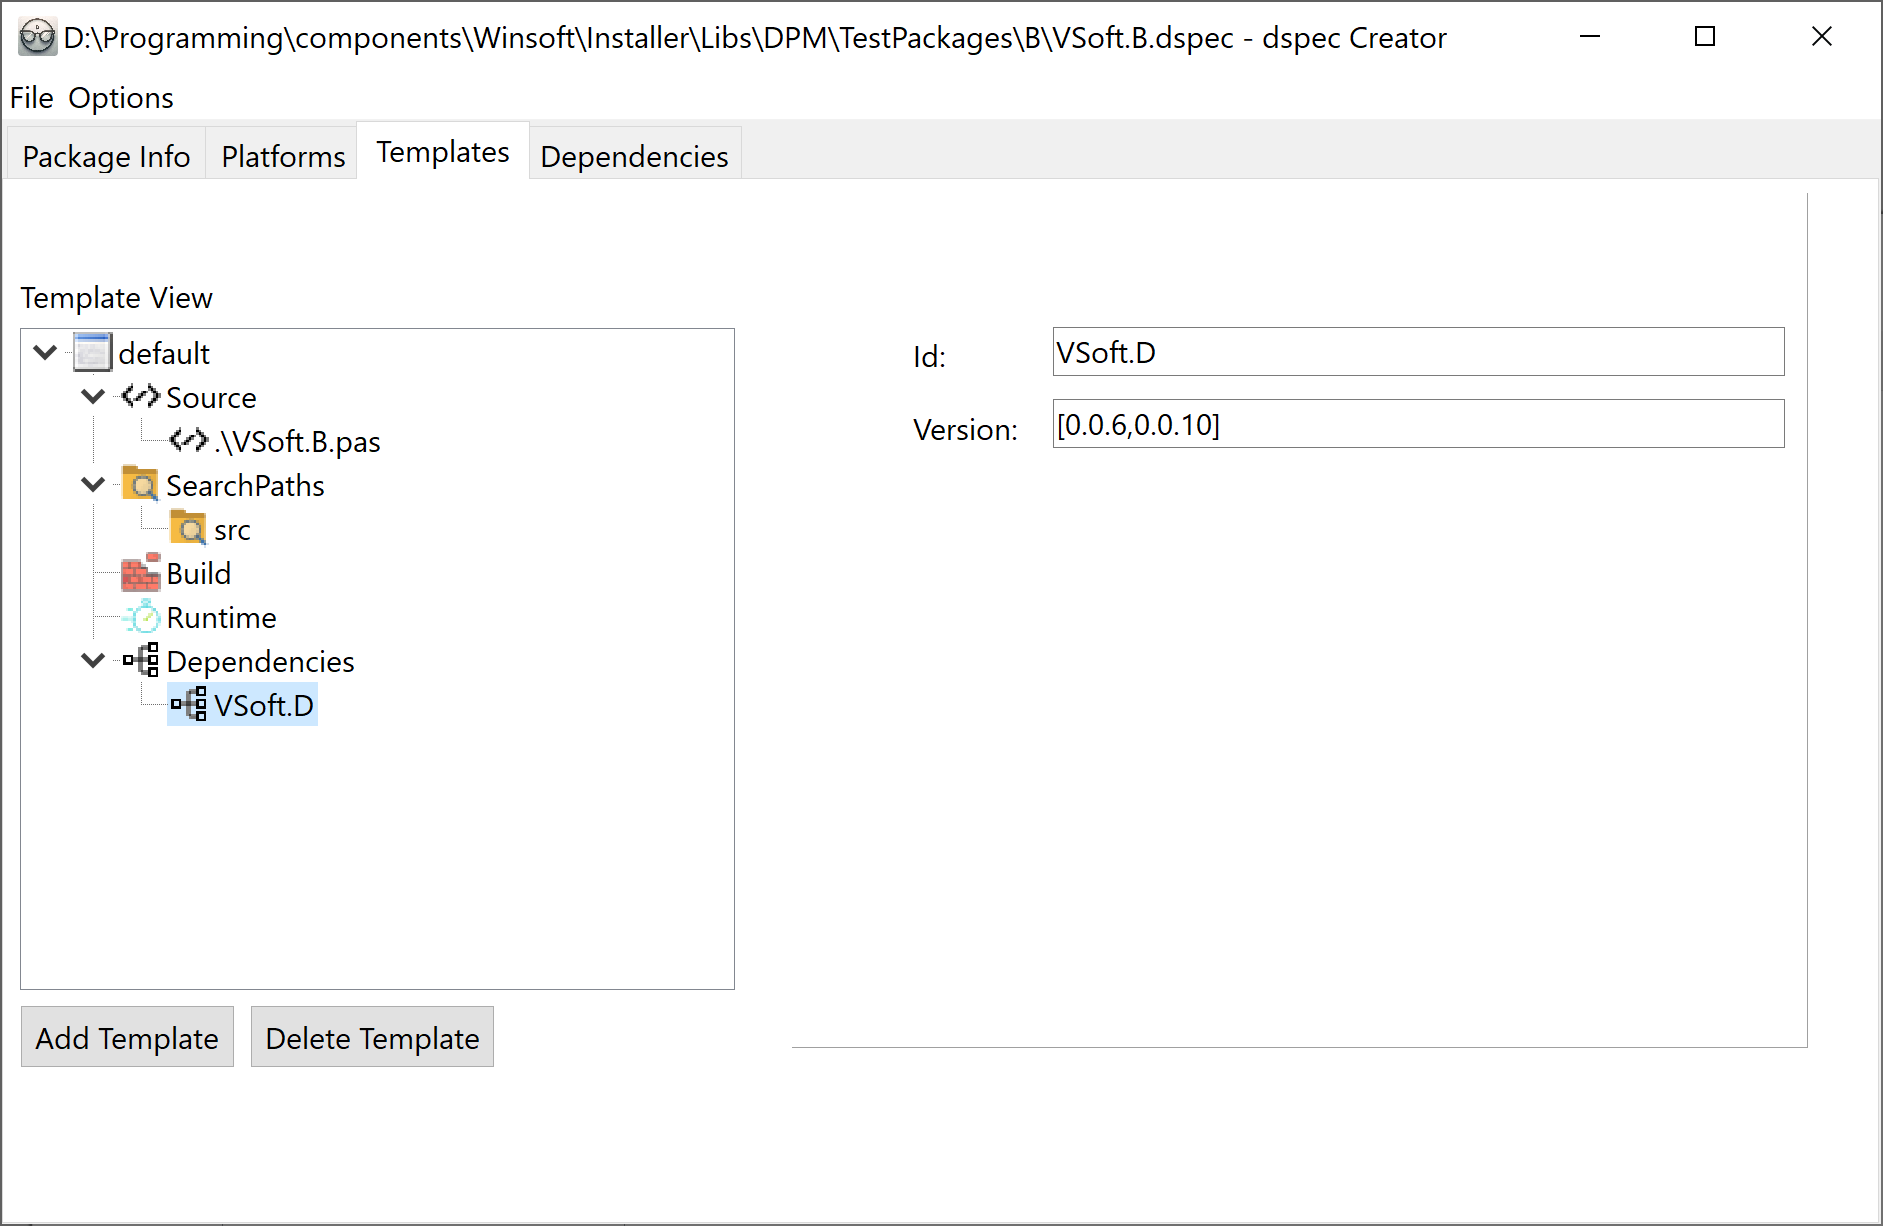 D:\Programming\components\Winsoft\Installer\Libs\DPM\TestPackages\B\VSoft.B.dspec - dspec Creator
File Options
Package Info Platforms Templates Dependencies
Template View
default
Source
.\VSoft.B.pas
SearchPaths
src
Build
Runtime
Dependencies
VSoft.D
Id: VSoft.D
Version: [0.0.6,0.0.10]
Add Template Delete Template